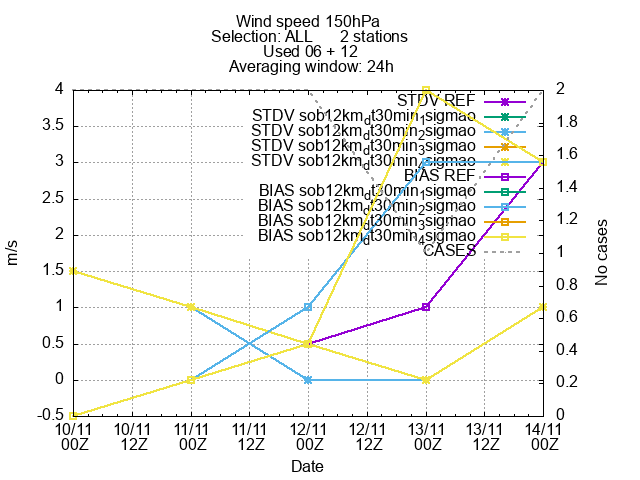 Wind speed 150hPa
Selection: ALL 2 stations
Used 06 + 12
Averaging window: 24h
STDV REF
STDV sob12km_dt30min_1sigmao
STDV sob12km_dt30min_2sigmao
STDV sob12km_dt30min_3sigmao
STDV sob12km_dt30min_sigmao
BIAS REF
BIAS sob12km_dt30min_1sigmao
BIAS sob12km_dt30min_2sigmao
BIAS sob12km_dt30min_3sigmao
BIAS sob12km_dt30min_4sigmao
CASES
4
3.5
3
2.5
2
1.5
1
0.5
0
-0.5
m/s
2
1.8
1.6
1.4
1.2
1
0.8
0.6
0.4
0.2
0
No cases
10/11 00Z
10/11 12Z
11/11 00Z
11/11 12Z
12/11 00Z
12/11 12Z
13/11 00Z
13/11 12Z
14/11 00Z
Date